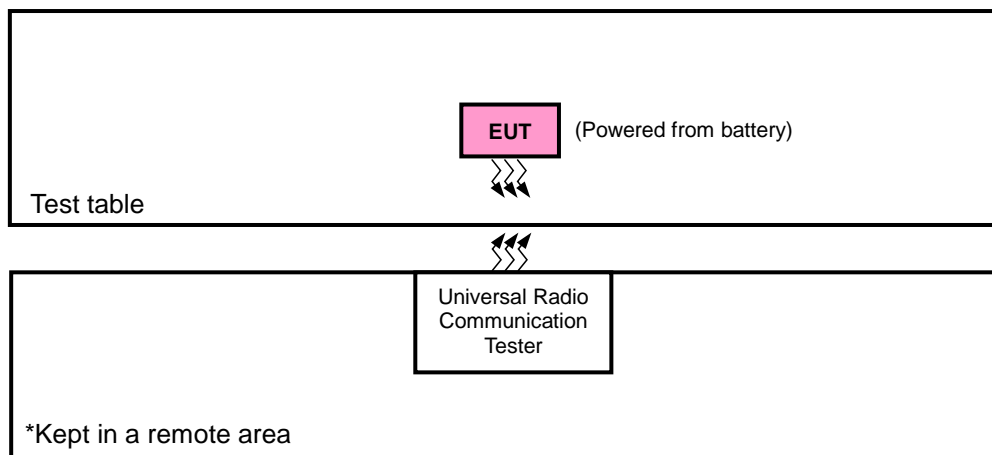 EUT
(Powered from battery)
Test table
Universal Radio
Communication
Tester
*Kept in a remote area